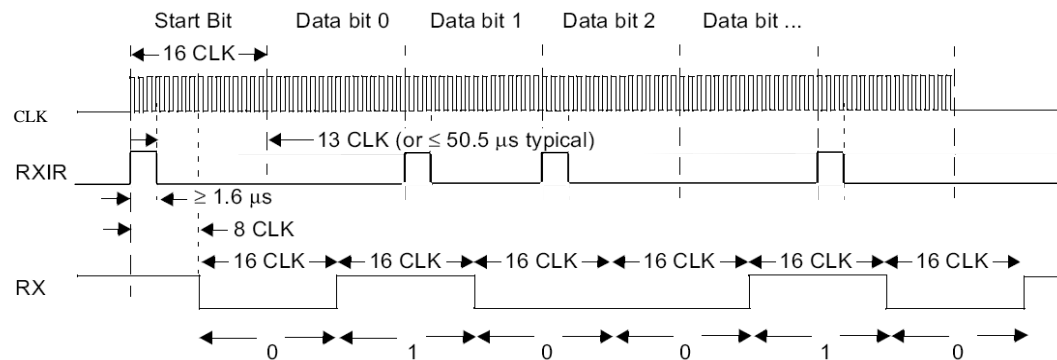 Start Bit Data bit 0 Data bit 1 Data bit 2 Data bit ...
16 CLK
CLK
13 CLK (or ≤ 50.5 μs typical)
RXIR
≥ 1.6 μs
8 CLK
16 CLK 16 CLK 16 CLK 16 CLK 16 CLK 16 CLK
RX
0 1 0 0 1 0